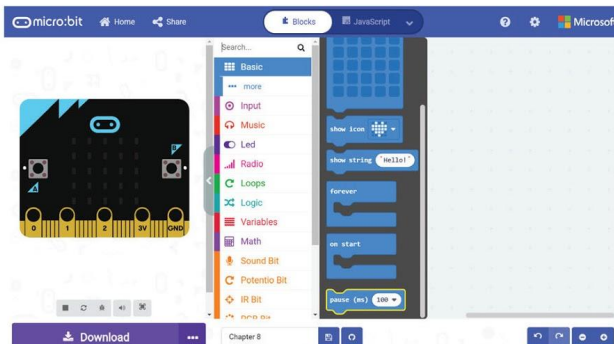 micro:bit Home Share Blocks JavaScript Microsoft
Search...
Basic
more
Input
Music
Led
Radio
Loops
Logic
Variables
Math
Sound Bit
Potentio Bit
IR Bit
show icon
show string "Hello!"
forever
on start
pause (ms) 100
A
B
0 1 2 3V GND
Download
Chapter 8